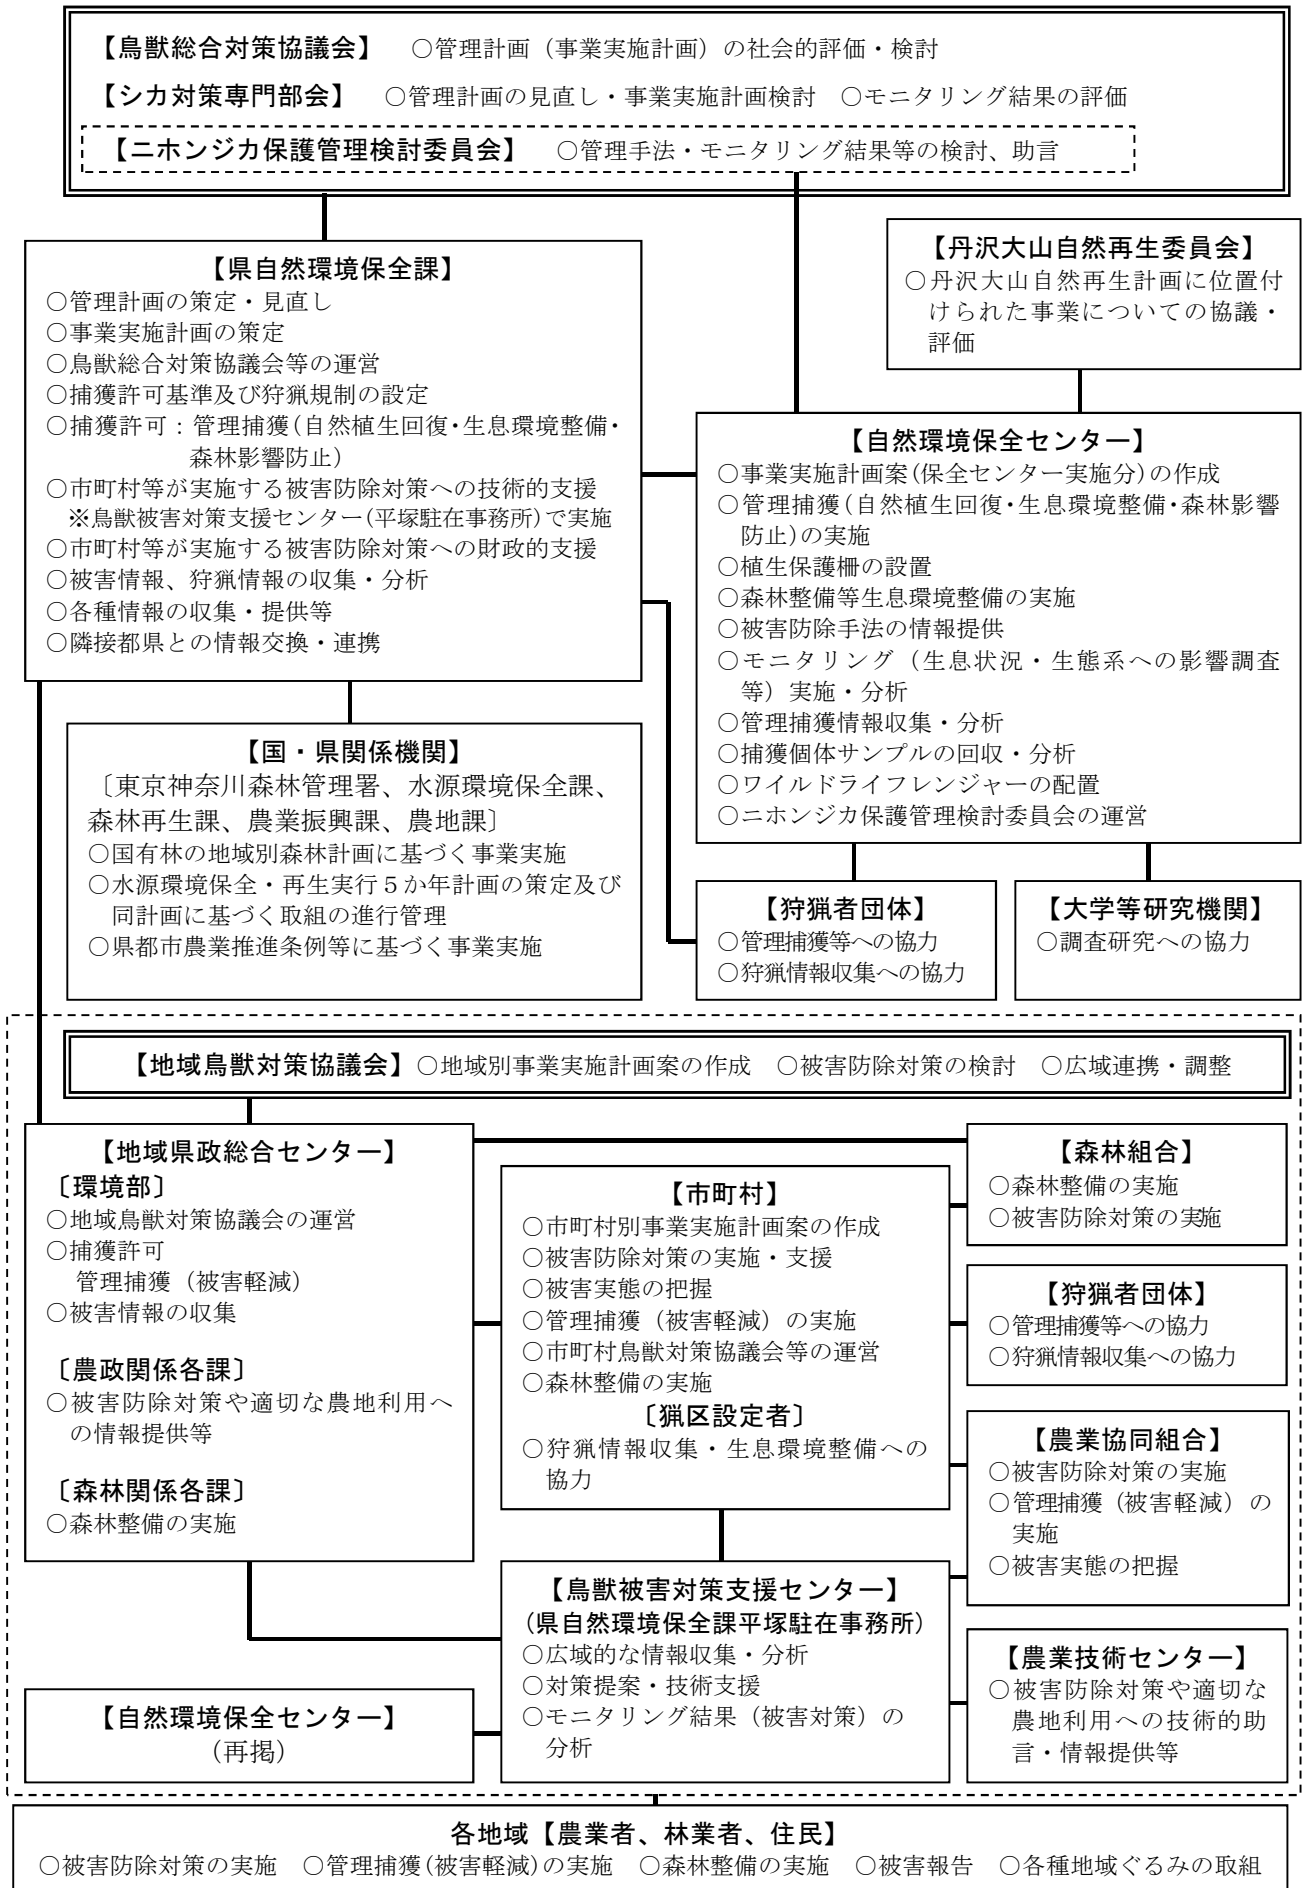 【鳥獣総合対策協議会】 ○管理計画（事業実施計画）の社会的評価・検討
【シカ対策専門部会】 ○管理計画の見直し・事業実施計画検討 ○モニタリング結果の評価
【ニホンジカ保護管理検討委員会】 ○管理手法・モニタリング結果等の検討、助言
【県自然環境保全課】
○管理計画の策定・見直し
○事業実施計画の策定
○鳥獣総合対策協議会等の運営
○捕獲許可基準及び狩猟規制の設定
○捕獲許可：管理捕獲(自然植生回復・生息環境整備・
森林影響防止)
○市町村等が実施する被害防除対策への技術的支援
※鳥獣被害対策支援センター(平塚駐在事務所)で実施
○市町村等が実施する被害防除対策への財政的支援
○被害情報、狩猟情報の収集・分析
○各種情報の収集・提供等
○隣接都県との情報交換・連携
【丹沢大山自然再生委員会】
○丹沢大山自然再生計画に位置付
けられた事業についての協議・
評価
【自然環境保全センター】
○事業実施計画案(保全センター実施分)の作成
○管理捕獲(自然植生回復・生息環境整備・森林影響
防止)の実施
○植生保護柵の設置
○森林整備等生息環境整備の実施
○被害防除手法の情報提供
○モニタリング（生息状況・生態系への影響調査
等）実施・分析
○管理捕獲情報収集・分析
○捕獲個体サンプルの回収・分析
○ワイルドライフレンジャーの配置
○ニホンジカ保護管理検討委員会の運営
【国・県関係機関】
〔東京神奈川森林管理署、水源環境保全課、
森林再生課、農業振興課、農地課〕
○国有林の地域別森林計画に基づく事業実施
○水源環境保全・再生実行５か年計画の策定及び
同計画に基づく取組の進行管理
○県都市農業推進条例等に基づく事業実施
【狩猟者団体】
○管理捕獲等への協力
○狩猟情報収集への協力
【大学等研究機関】
○調査研究への協力
【地域鳥獣対策協議会】○地域別事業実施計画案の作成 ○被害防除対策の検討 ○広域連携・調整
【地域県政総合センター】
〔環境部〕
○地域鳥獣対策協議会の運営
○捕獲許可
管理捕獲（被害軽減）
○被害情報の収集
〔農政関係各課〕
○被害防除対策や適切な農地利用へ
の情報提供等
〔森林関係各課〕
○森林整備の実施
【市町村】
○市町村別事業実施計画案の作成
○被害防除対策の実施・支援
○被害実態の把握
○管理捕獲（被害軽減）の実施
○市町村鳥獣対策協議会等の運営
○森林整備の実施
〔猟区設定者〕
○狩猟情報収集・生息環境整備への
協力
【森林組合】
○森林整備の実施
○被害防除対策の実施
【狩猟者団体】
○管理捕獲等への協力
○狩猟情報収集への協力
【農業協同組合】
○被害防除対策の実施
○管理捕獲（被害軽減）の
実施
○被害実態の把握
【鳥獣被害対策支援センター】
(県自然環境保全課平塚駐在事務所)
○広域的な情報収集・分析
○対策提案・技術支援
○モニタリング結果（被害対策）の
分析
【農業技術センター】
○被害防除対策や適切な
農地利用への技術的助
言・情報提供等
【自然環境保全センター】
（再掲）
各地域【農業者、林業者、住民】
○被害防除対策の実施 ○管理捕獲(被害軽減)の実施 ○森林整備の実施 ○被害報告 ○各種地域ぐるみの取組